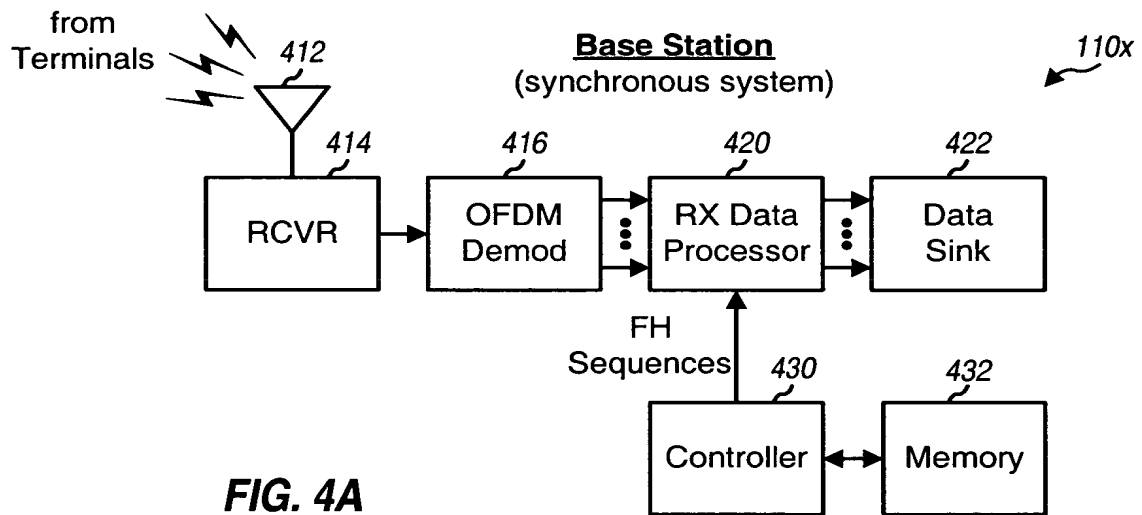 from
Terminals
412
Base Station
(synchronous system)
110x
414
416
420
422
RCVR
OFDM
Demod
RX Data
Processor
Data
Sink
FH
Sequences
430
432
Controller
Memory
FIG. 4A